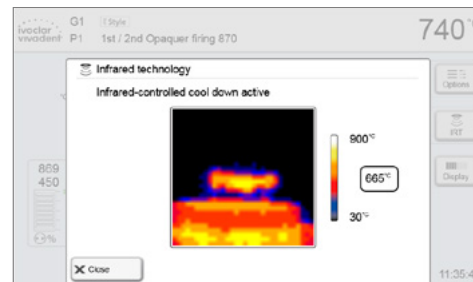 ivoclar vivadent
G1 | Style
P1 1st / 2nd Opaquer firing 870
740°
Infrared technology
Infrared-controlled cool down active
900°C
665°C
30°C
869
450
Options
IRT
Display
Close
11:35:4